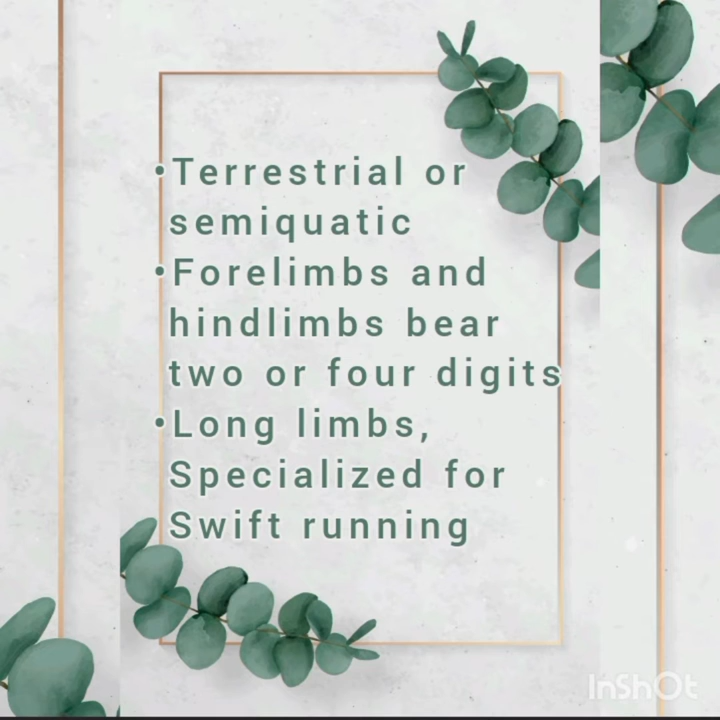 •Terrestrial or
semiquatic
•Forelimbs and
hindlimbs bear
two or four digits
•Long limbs,
Specialized for
Swift running
InShOt